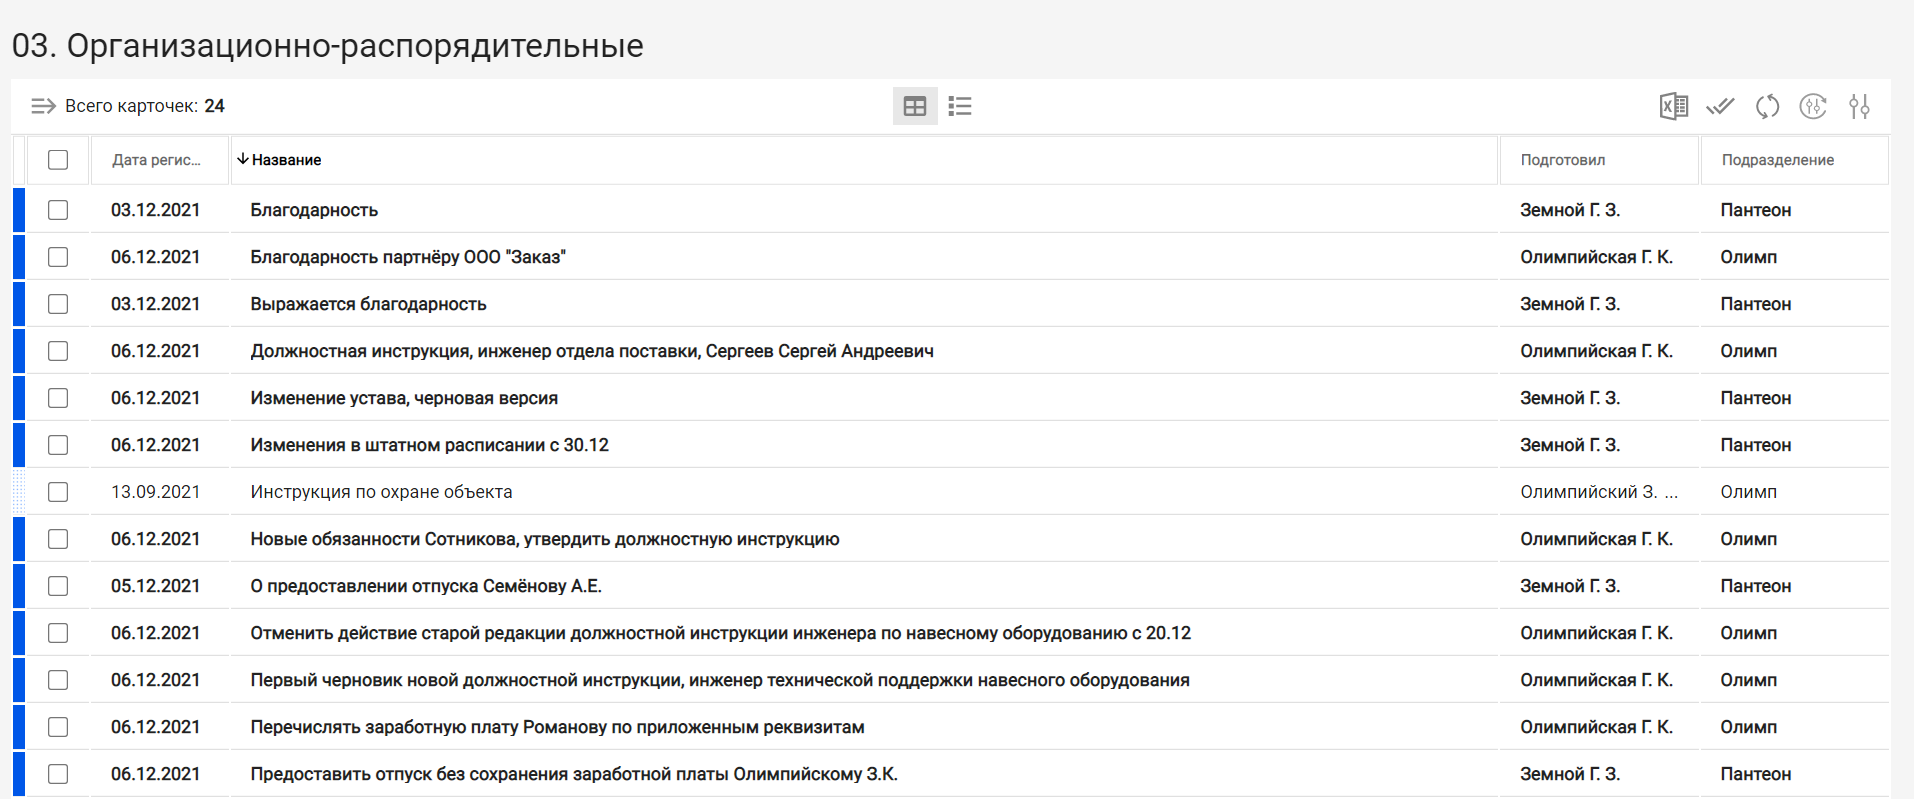 03. Организационно-распорядительные
Всего карточек: 24
Дата регис... Название Подготовил Подразделение
03.12.2021 Благодарность Земной Г. З. Пантеон
06.12.2021 Благодарность партнёру ООО "Заказ" Олимпийская Г. К. Олимп
03.12.2021 Выражается благодарность Земной Г. З. Пантеон
06.12.2021 Должностная инструкция, инженер отдела поставки, Сергеев Сергей Андреевич Олимпийская Г. К. Олимп
06.12.2021 Изменение устава, черновая версия Земной Г. З. Пантеон
06.12.2021 Изменения в штатном расписании с 30.12 Земной Г. З. Пантеон
13.09.2021 Инструкция по охране объекта Олимпийский З. ... Олимп
06.12.2021 Новые обязанности Сотникова, утвердить должностную инструкцию Олимпийская Г. К. Олимп
05.12.2021 О предоставлении отпуска Семёнову А.Е. Земной Г. З. Пантеон
06.12.2021 Отменить действие старой редакции должностной инструкции инженера по навесному оборудованию с 20.12 Олимпийская Г. К. Олимп
06.12.2021 Первый черновик новой должностной инструкции, инженер технической поддержки навесного оборудования Олимпийская Г. К. Олимп
06.12.2021 Перечислять заработную плату Романову по приложенным реквизитам Олимпийская Г. К. Олимп
06.12.2021 Предоставить отпуск без сохранения заработной платы Олимпийскому З.К. Земной Г. З. Пантеон